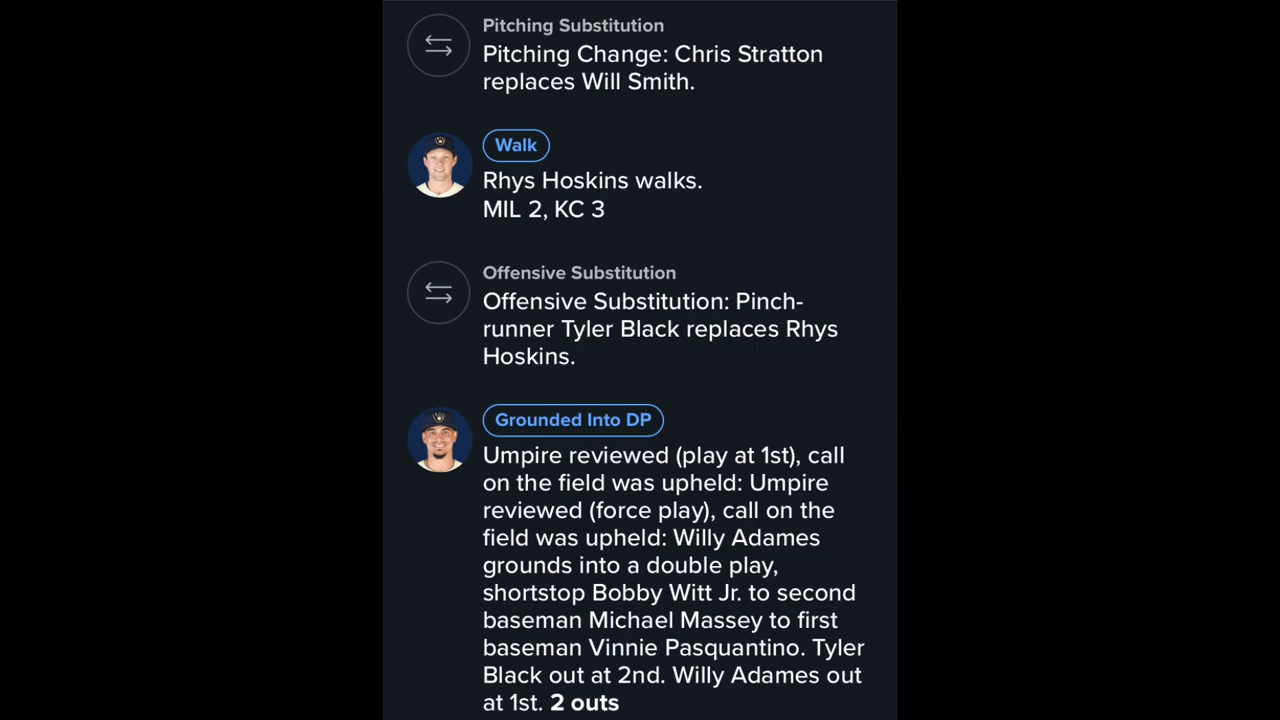 Pitching Substitution
Pitching Change: Chris Stratton
replaces Will Smith.
Walk
Rhys Hoskins walks.
MIL 2, KC 3
Offensive Substitution
Offensive Substitution: Pinch-
runner Tyler Black replaces Rhys
Hoskins.
Grounded Into DP
Umpire reviewed (play at 1st), call
on the field was upheld: Umpire
reviewed (force play), call on the
field was upheld: Willy Adames
grounds into a double play,
shortstop Bobby Witt Jr. to second
baseman Michael Massey to first
baseman Vinnie Pasquantino. Tyler
Black out at 2nd. Willy Adames out
at 1st. 2 outs